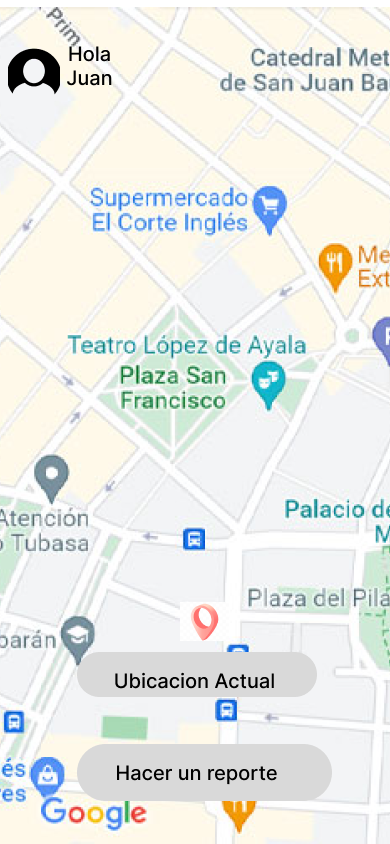 Prim
Hola
Juan
Catedral Met
de San Juan Ba
Supermercado
El Corte Inglés
Me
Ext
Teatro López de Ayala
Plaza San
Francisco
Palacio de
M
Atención
o Tubasa
Plaza del Pila
barán
Ubicacion Actual
és
es
Hacer un reporte
Google